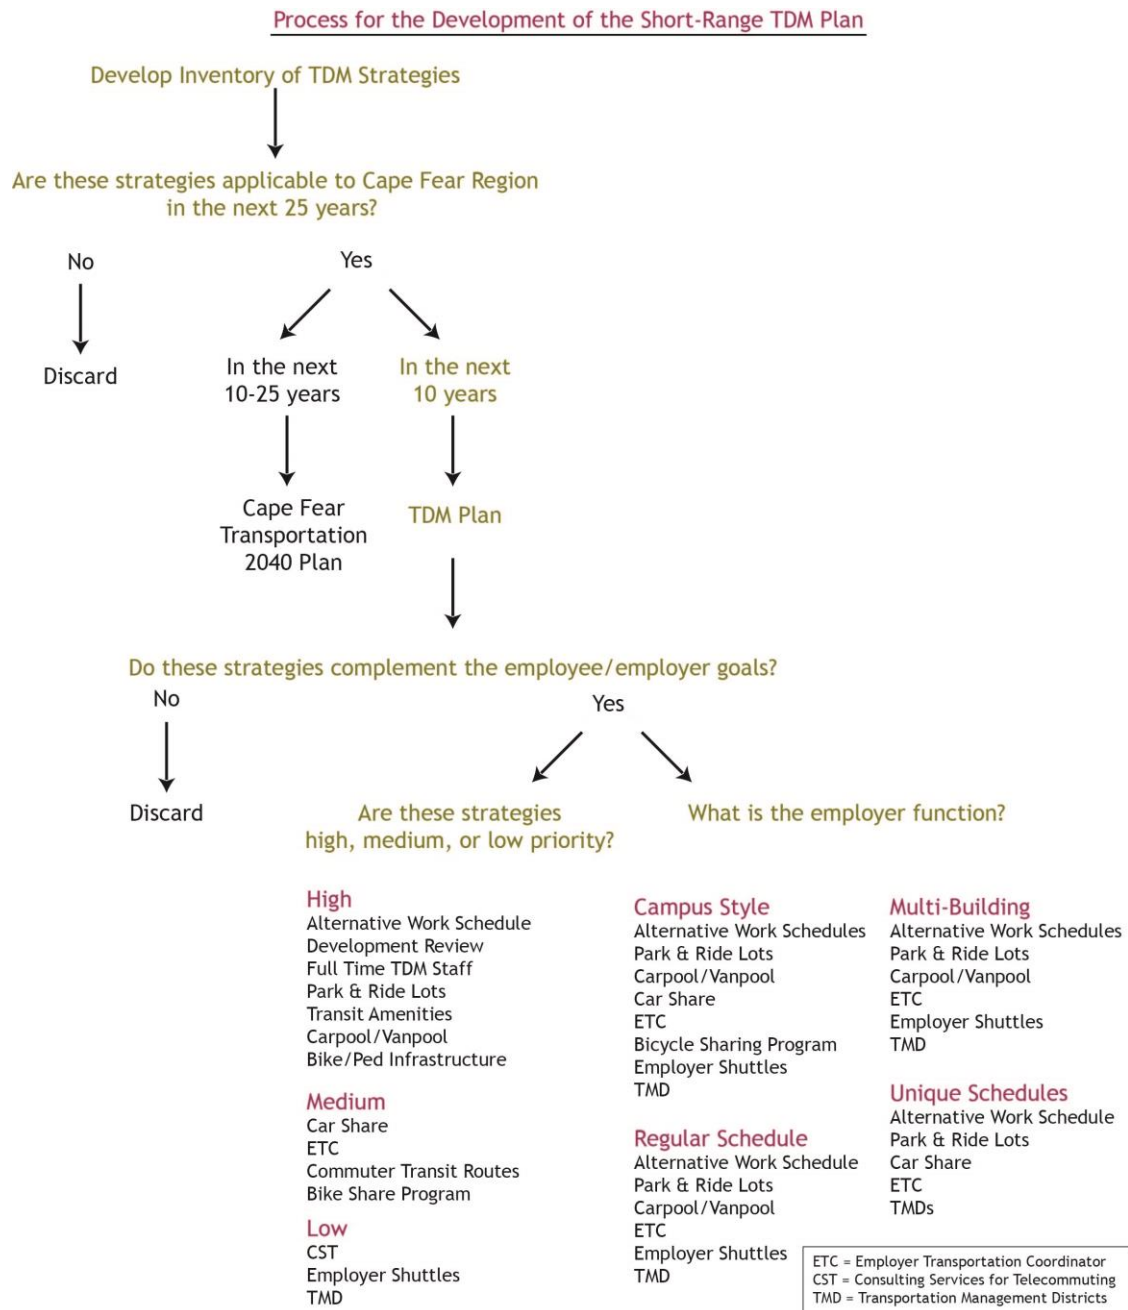 Process for the Development of the Short-Range TDM Plan
Develop Inventory of TDM Strategies
Are these strategies applicable to Cape Fear Region
in the next 25 years?
No
Yes
Discard
In the next
10-25 years
In the next
10 years
Cape Fear
Transportation
2040 Plan
TDM Plan
Do these strategies complement the employee/employer goals?
No
Yes
Discard
Are these strategies
high, medium, or low priority?
What is the employer function?
High
Alternative Work Schedule
Development Review
Full Time TDM Staff
Park & Ride Lots
Transit Amenities
Carpool/Vanpool
Bike/Ped Infrastructure
Medium
Car Share
ETC
Commuter Transit Routes
Bike Share Program
Low
CST
Employer Shuttles
TMD
Campus Style
Alternative Work Schedules
Park & Ride Lots
Carpool/Vanpool
Car Share
ETC
Bicycle Sharing Program
Employer Shuttles
TMD
Regular Schedule
Alternative Work Schedule
Park & Ride Lots
Carpool/Vanpool
ETC
Employer Shuttles
TMD
Multi-Building
Alternative Work Schedules
Park & Ride Lots
Carpool/Vanpool
ETC
Employer Shuttles
TMD
Unique Schedules
Alternative Work Schedule
Park & Ride Lots
Car Share
ETC
TMDs
ETC = Employer Transportation Coordinator
CST = Consulting Services for Telecommuting
TMD = Transportation Management Districts